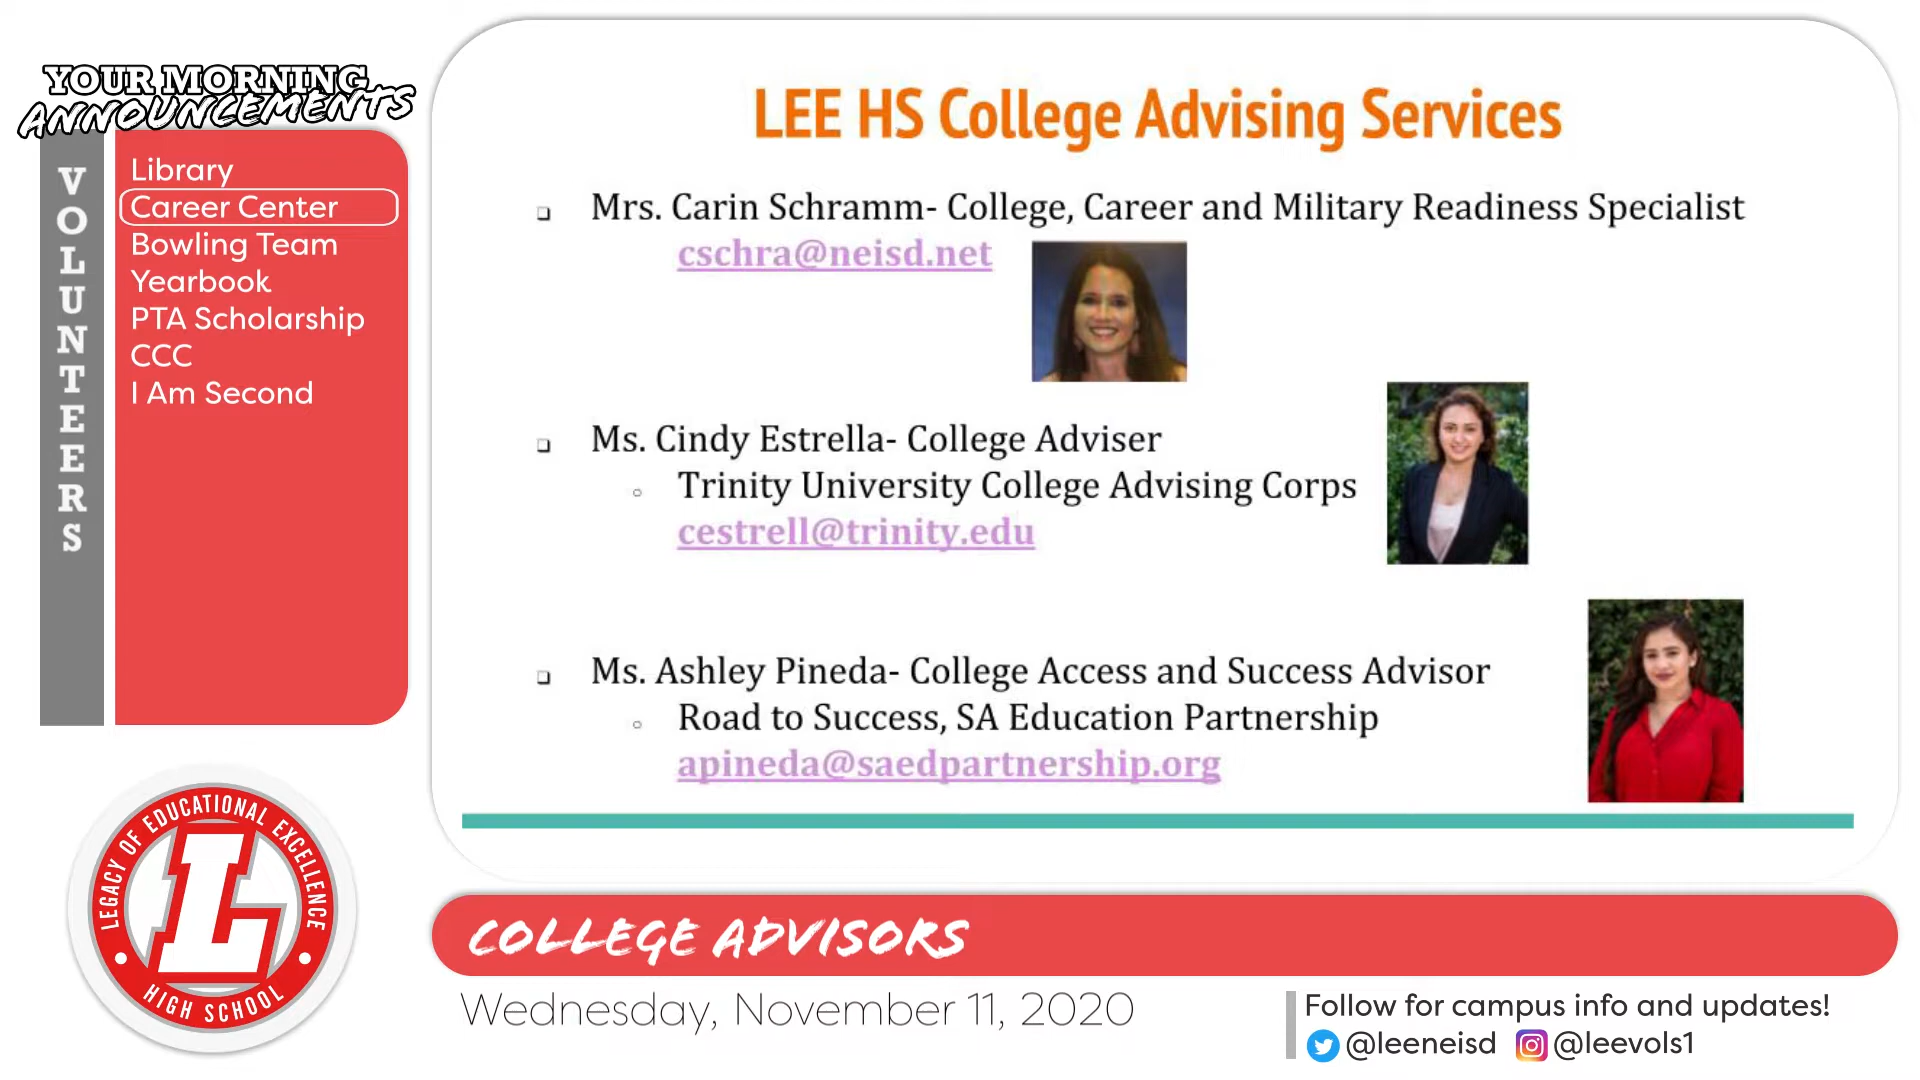 YOUR MORNING
ANNOUNCEMENTS
VOLUNTEERS
Library
Career Center
Bowling Team
Yearbook
PTA Scholarship
CCC
I Am Second
LEGACY OF EDUCATIONAL EXCELLENCE
L
HIGH SCHOOL
LEE HS College Advising Services
Mrs. Carin Schramm- College, Career and Military Readiness Specialist
cschra@neisd.net
Ms. Cindy Estrella- College Adviser
Trinity University College Advising Corps
cestrell@trinity.edu
Ms. Ashley Pineda- College Access and Success Advisor
Road to Success, SA Education Partnership
apineda@saedpartnership.org
COLLEGE ADVISORS
Wednesday, November 11, 2020
Follow for campus info and updates!
@leeneisd @leevols1